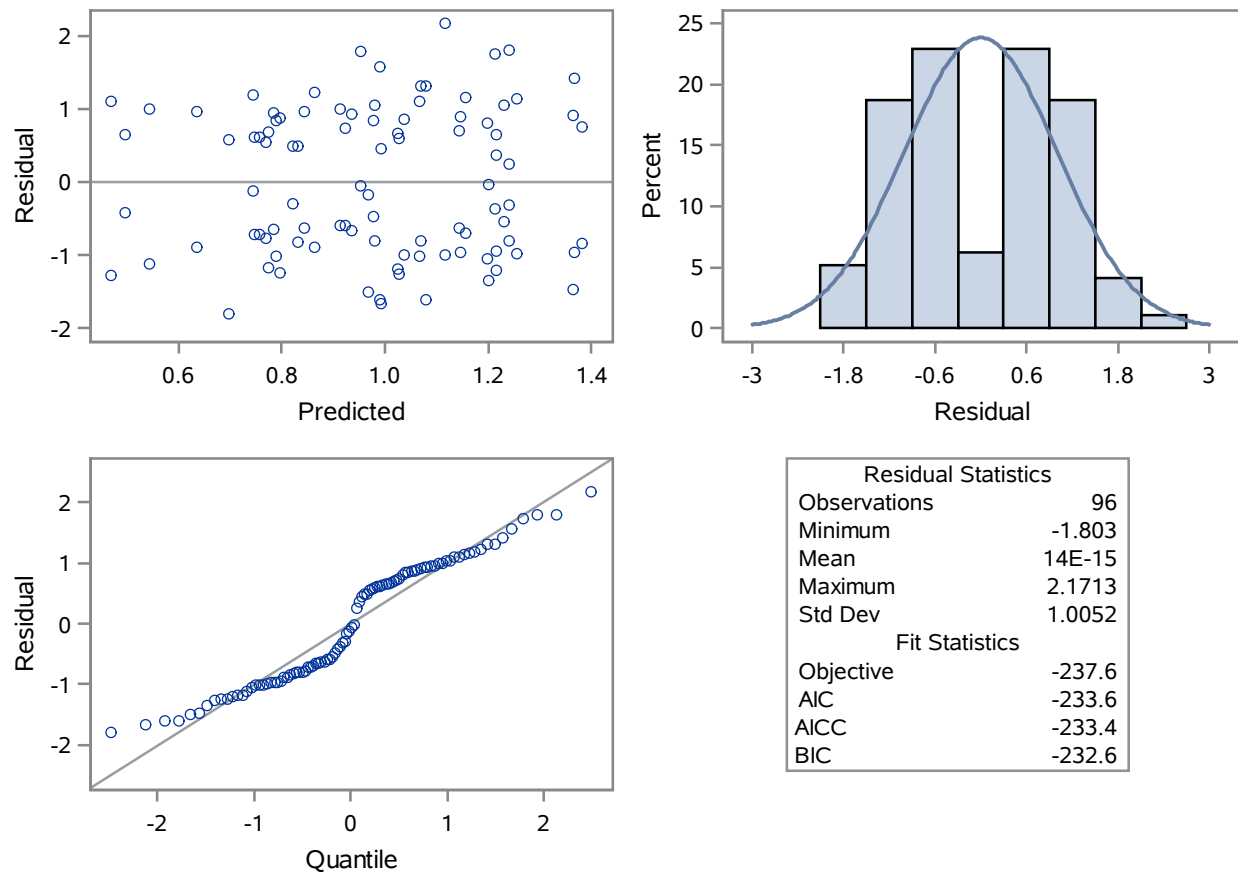 2
1
0
-1
-2
Residual
0.6 0.8 1.0 1.2 1.4
Predicted
25
20
15
10
5
0
Percent
-3 -1.8 -0.6 0.6 1.8 3
Residual
2
1
0
-1
-2
Residual
-2 -1 0 1 2
Quantile
Residual Statistics
Observations 96
Minimum -1.803
Mean 14E-15
Maximum 2.1713
Std Dev 1.0052
Fit Statistics
Objective -237.6
AIC -233.6
AICC -233.4
BIC -232.6